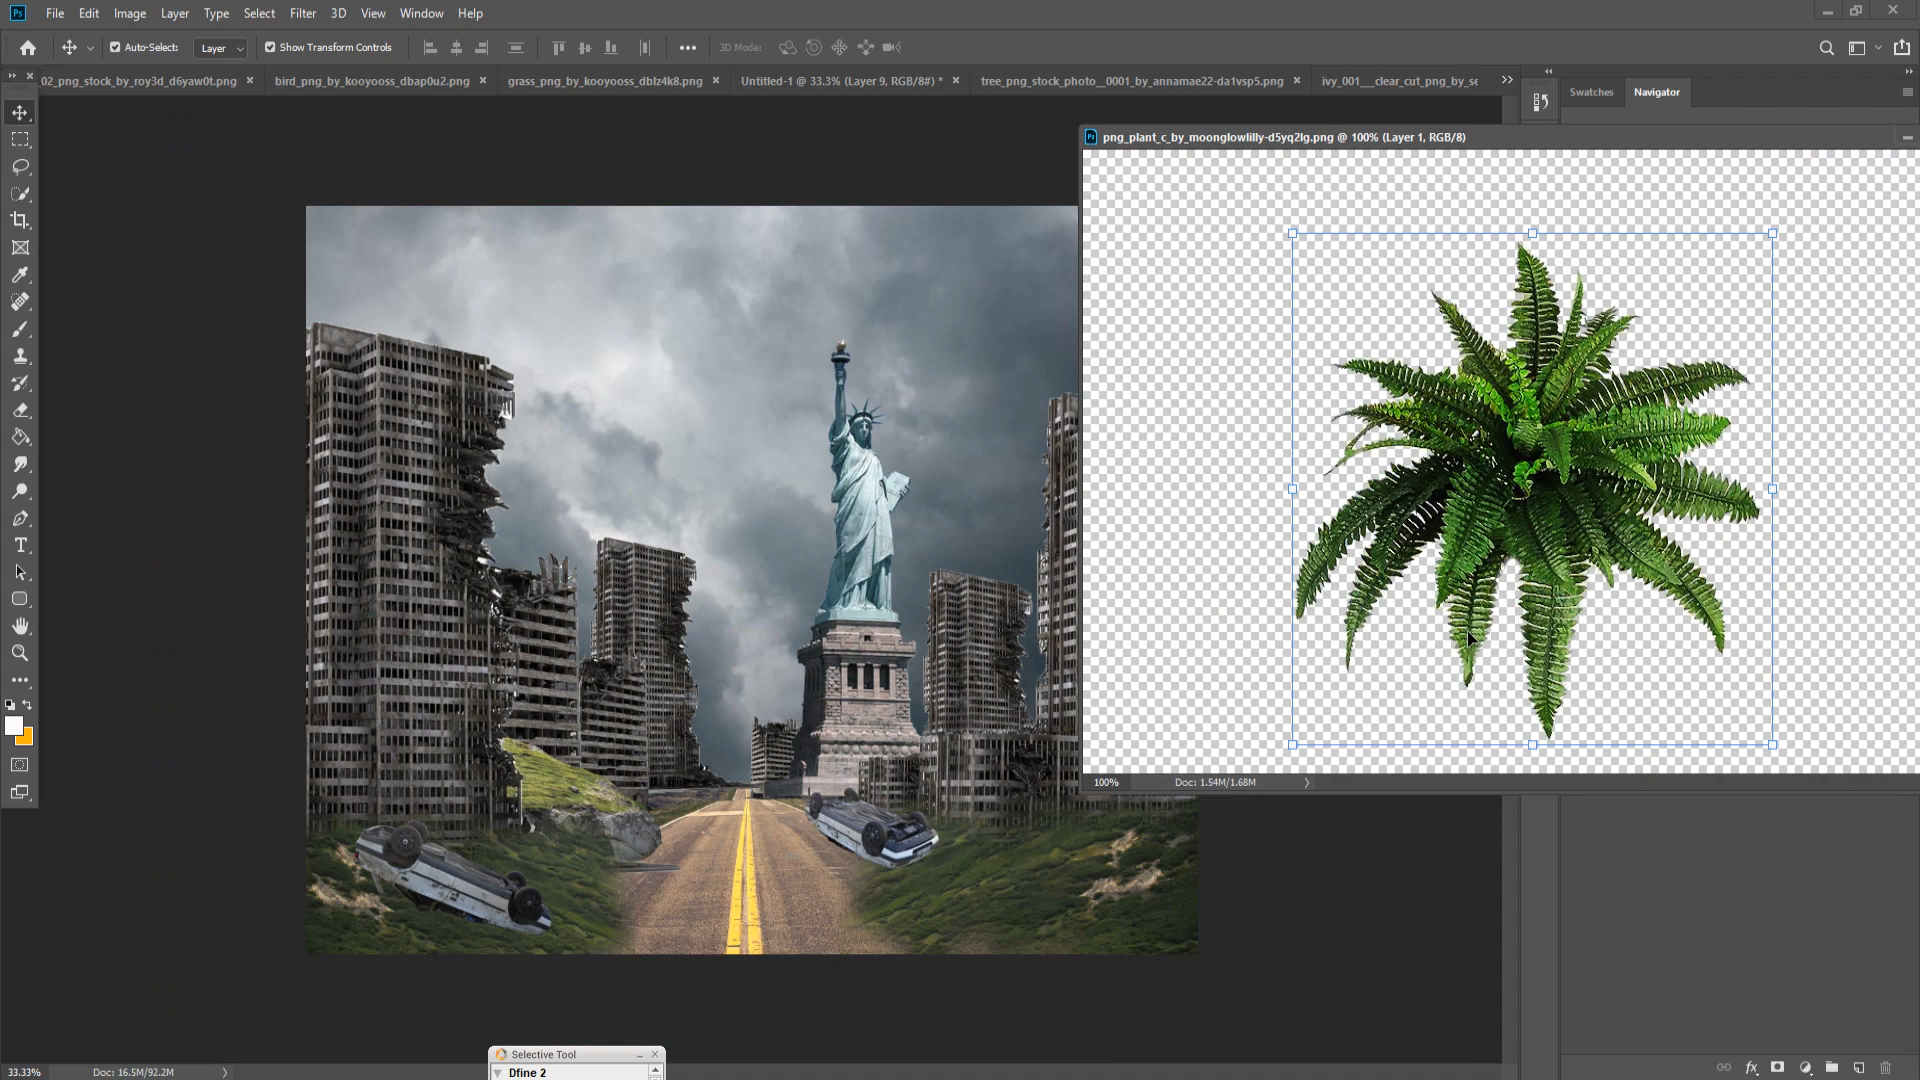 Ps File Edit Image Layer Type Select Filter 3D View Window Help
Auto-Select: Layer Show Transform Controls 3D Mode:
02_png_stock_by_roy3d_d6yaw0t.png bird_png_by_kooyooss_dbap0u2.png grass_png_by_kooyooss_dblz4k8.png Untitled-1 @ 33.3% (Layer 9, RGB/8#) * tree_png_stock_photo__0001_by_annamae22-da1vsp5.png ivy_001___clear_cut_png_by_se
Swatches Navigator
png_plant_c_by_moonglowlilly-d5yq2lg.png @ 100% (Layer 1, RGB/8)
100% Doc: 1.54M/1.68M
Selective Tool
Dfine 2
33.33% Doc: 16.5M/92.2M